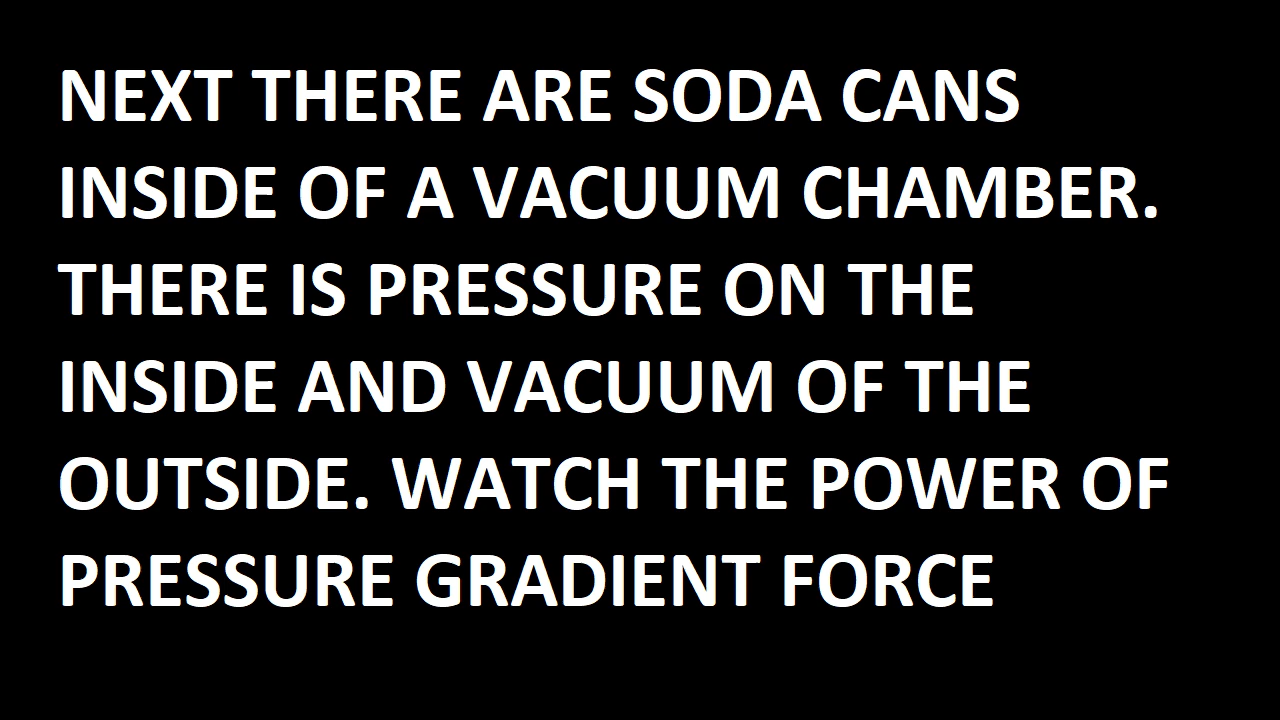 NEXT THERE ARE SODA CANS
INSIDE OF A VACUUM CHAMBER.
THERE IS PRESSURE ON THE
INSIDE AND VACUUM OF THE
OUTSIDE. WATCH THE POWER OF
PRESSURE GRADIENT FORCE